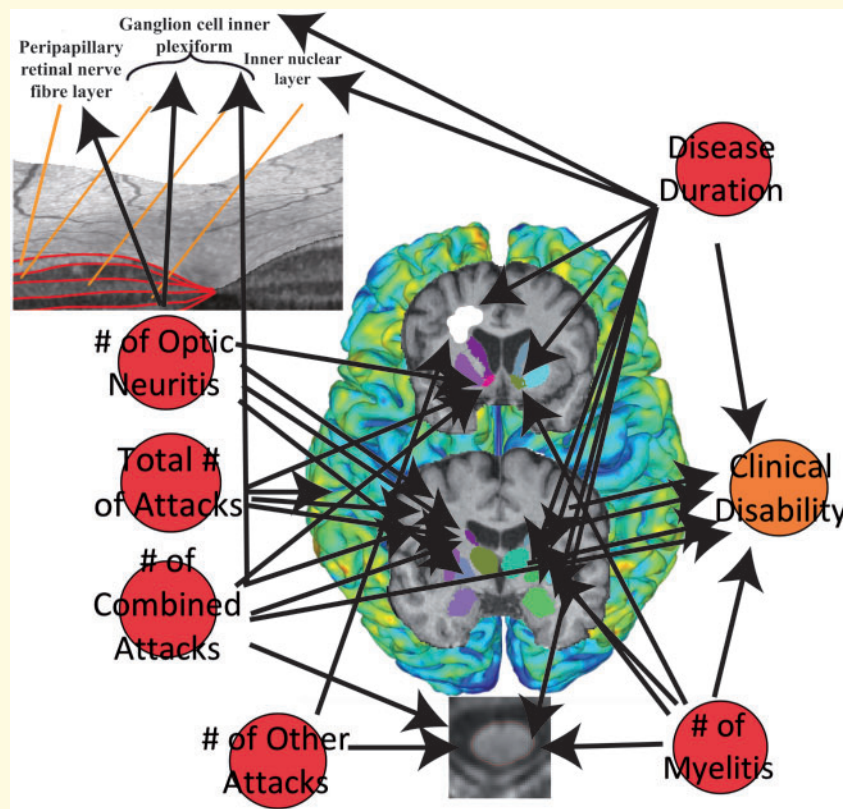 Ganglion cell inner
plexiform
Peripapillary
retinal nerve
fibre layer
Inner nuclear
layer
Disease
Duration
# of Optic
Neuritis
Total #
of Attacks
Clinical
Disability
# of
Combined
Attacks
# of Other
Attacks
# of
Myelitis